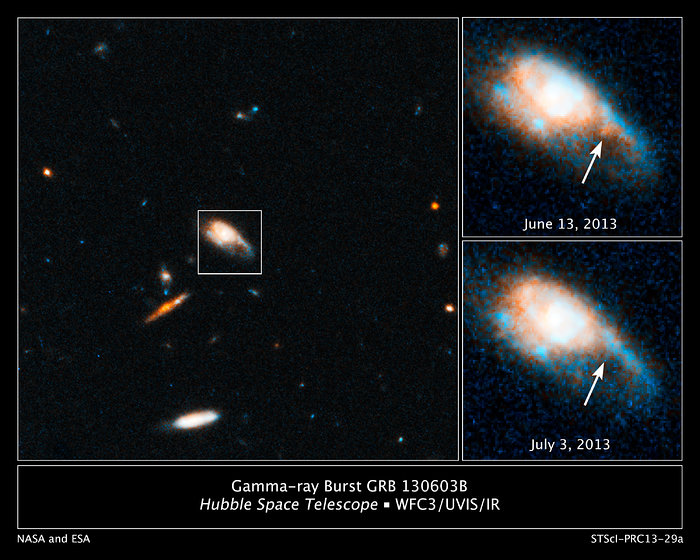 June 13, 2013
July 3, 2013
Gamma-ray Burst GRB 130603B
Hubble Space Telescope ▪ WFC3/UVIS/IR
NASA and ESA
STScI-PRC13-29a